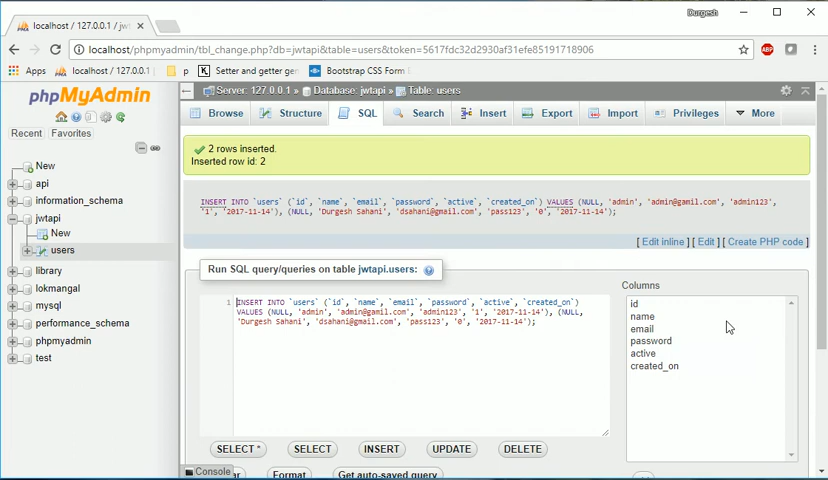 Durgesh
localhost / 127.0.0.1 | jwt
localhost/phpmyadmin/tbl_change.php?db=jwtapi&table=users&token=5617fdc32d2930af31efe85191718906
ABP
Apps localhost / 127.0.0.1 | p Setter and getter gen Bootstrap CSS Form
phpMyAdmin
Recent Favorites
New
api
information_schema
jwtapi
New
users
library
lokmangal
mysql
performance_schema
phpmyadmin
test
Server: 127.0.0.1 » Database: jwtapi » Table: users
Browse Structure SQL Search Insert Export Import Privileges More
2 rows inserted.
Inserted row id: 2
INSERT INTO `users` (`id`, `name`, `email`, `password`, `active`, `created_on`) VALUES (NULL, 'admin', 'admin@gamil.com', 'admin123',
'1', '2017-11-14'), (NULL, 'Durgesh Sahani', 'dsahani@gmail.com', 'pass123', '0', '2017-11-14');
[ Edit inline ] [ Edit ] [ Create PHP code ]
Run SQL query/queries on table jwtapi.users:
1 INSERT INTO `users` (`id`, `name`, `email`, `password`, `active`, `created_on`)
VALUES (NULL, 'admin', 'admin@gamil.com', 'admin123', '1', '2017-11-14'), (NULL,
'Durgesh Sahani', 'dsahani@gmail.com', 'pass123', '0', '2017-11-14');
Columns
id
name
email
password
active
created_on
SELECT * SELECT INSERT UPDATE DELETE
Console
Format Get auto-saved query